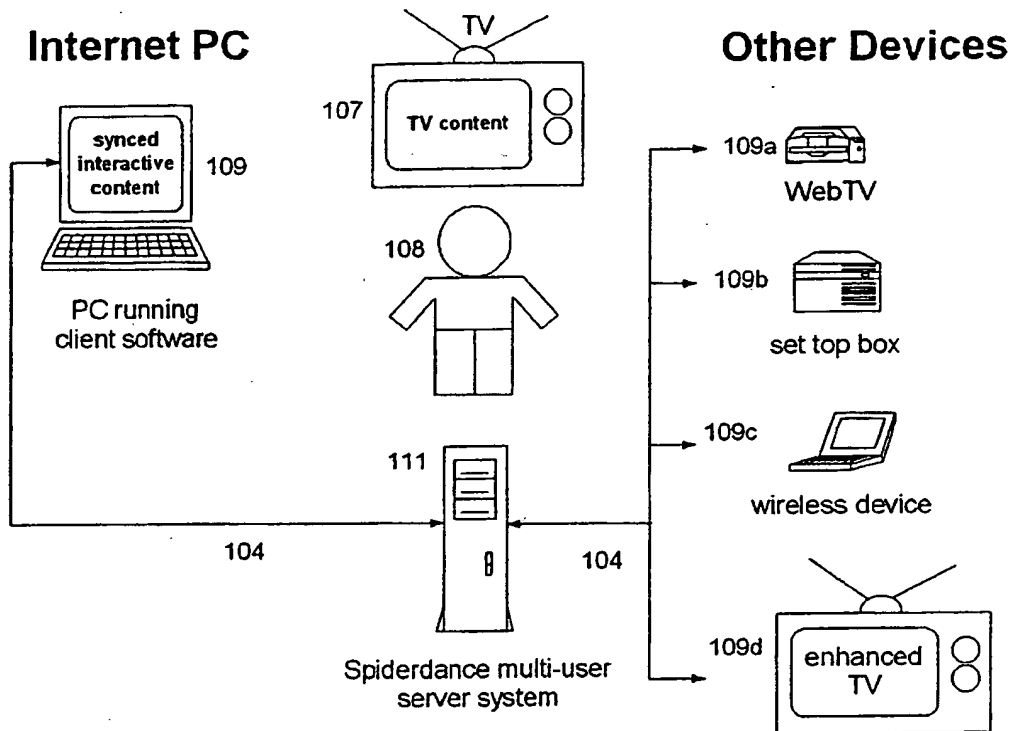 Internet PC
TV
Other Devices
107
TV content
synced
interactive
content
109
PC running
client software
108
109a
WebTV
109b
set top box
109c
wireless device
111
104
104
Spiderdance multi-user
server system
109d
enhanced
TV